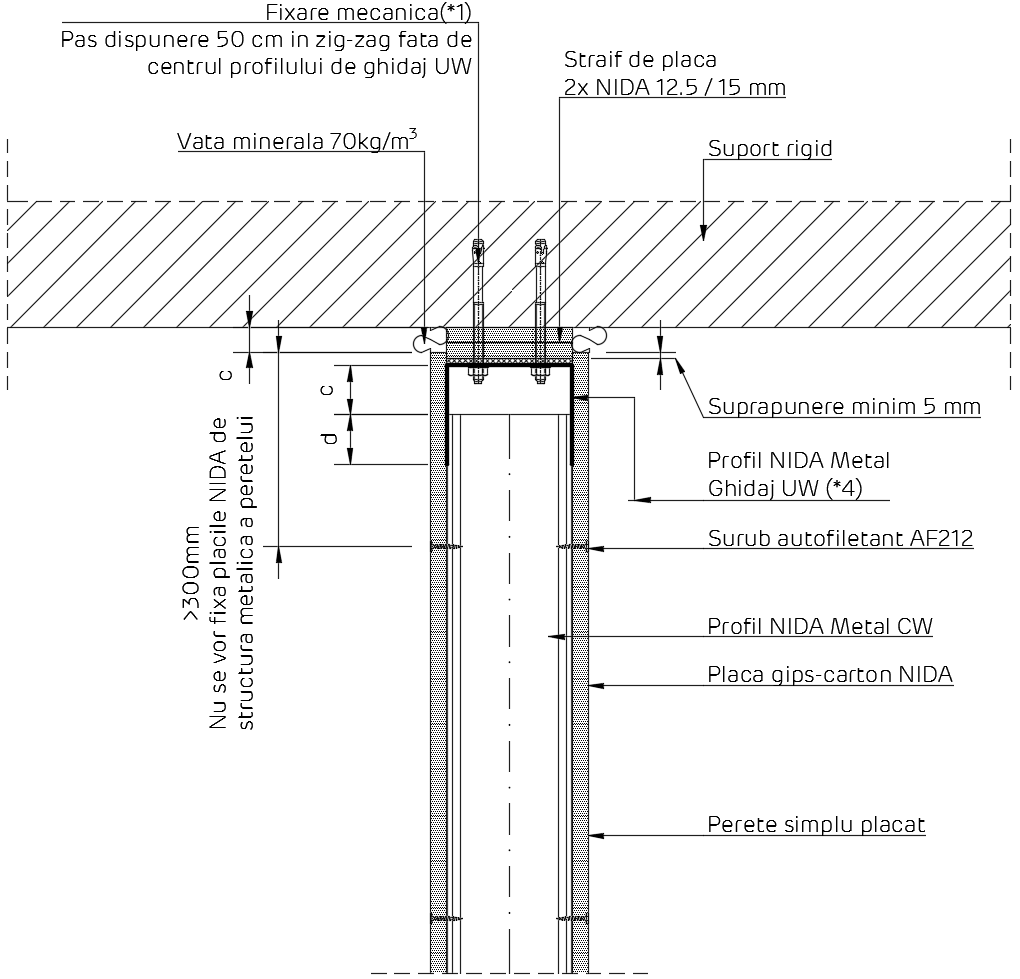 Fixare mecanica(*1)
Pas dispunere 50 cm in zig-zag fata de
centrul profilului de ghidaj UW
Straif de placa
2x NIDA 12.5 / 15 mm
Vata minerala 70kg/m³
Suport rigid
c
c
d
Suprapunere minim 5 mm
Profil NIDA Metal
Ghidaj UW (*4)
>300mm
Nu se vor fixa placile NIDA de
structura metalica a peretelui
Surub autofiletant AF212
Profil NIDA Metal CW
Placa gips-carton NIDA
Perete simplu placat